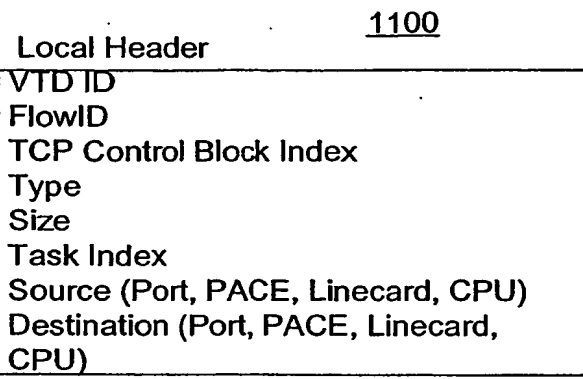 1100
Local Header
VTD ID
FlowID
TCP Control Block Index
Type
Size
Task Index
Source (Port, PACE, Linecard, CPU)
Destination (Port, PACE, Linecard,
CPU)